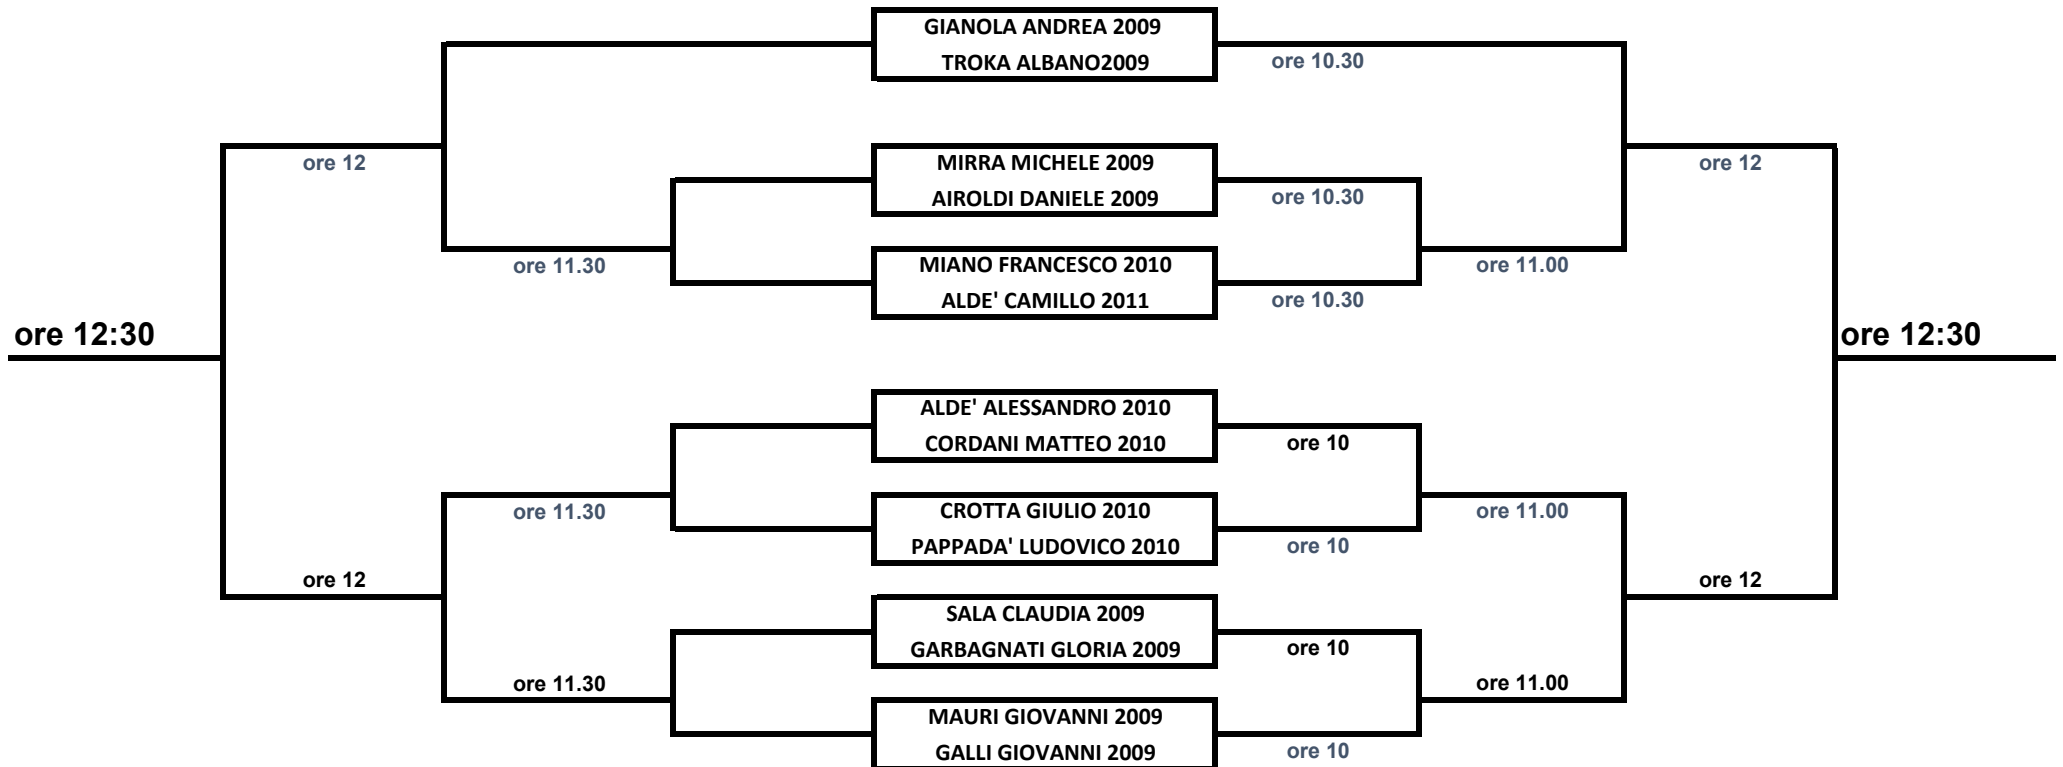 GIANOLA ANDREA 2009
TROKA ALBANO2009
ore 10.30
MIRRA MICHELE 2009
ore 12
ore 12
AIROLDI DANIELE 2009
ore 10.30
MIANO FRANCESCO 2010
ore 11.30
ore 11.00
ALDE' CAMILLO 2011
ore 10.30
ore 12:30
ore 12:30
ALDE' ALESSANDRO 2010
CORDANI MATTEO 2010
ore 10
CROTTA GIULIO 2010
ore 11.30
ore 11.00
PAPPADA' LUDOVICO 2010
ore 10
ore 12
ore 12
SALA CLAUDIA 2009
GARBAGNATI GLORIA 2009
ore 10
ore 11.30
ore 11.00
MAURI GIOVANNI 2009
GALLI GIOVANNI 2009
ore 10